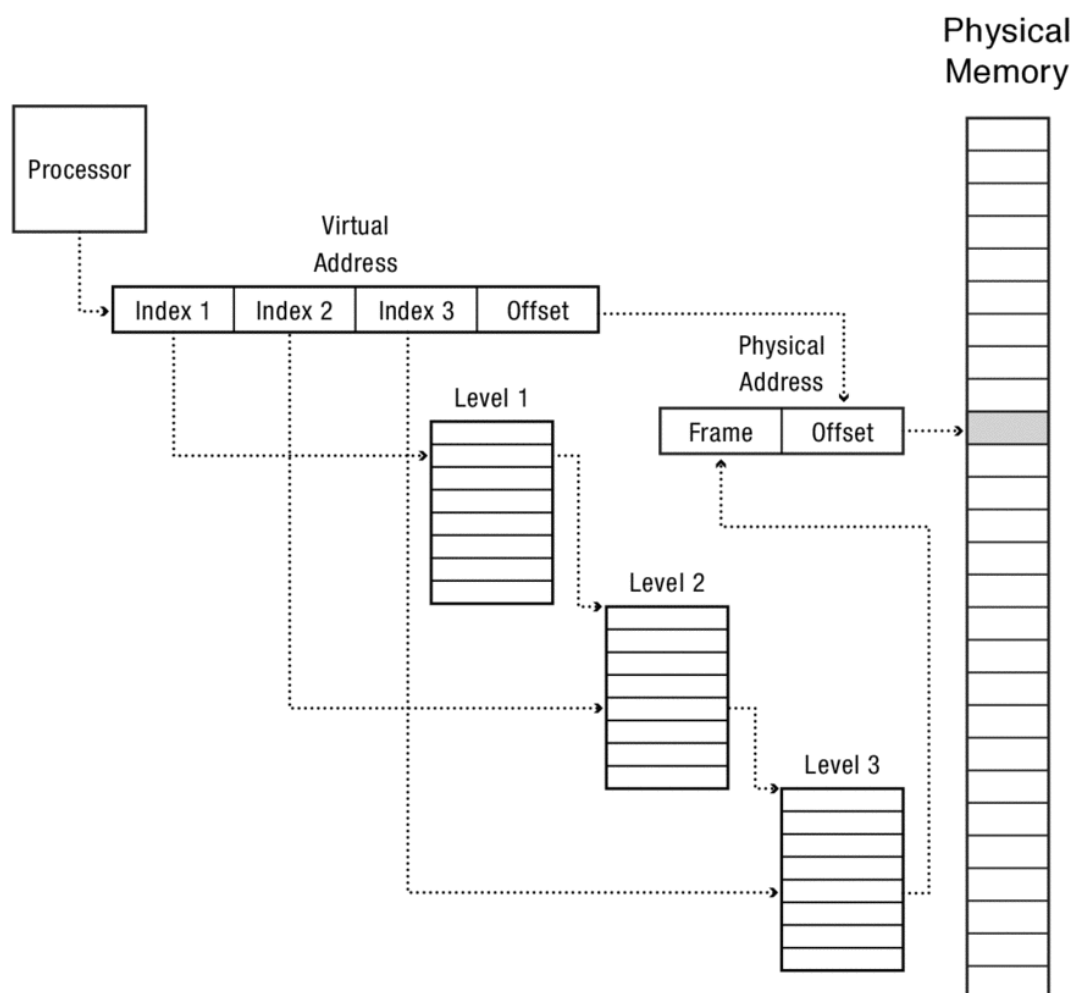 Physical
Memory
Processor
Virtual
Address
Index 1
Index 2
Index 3
Offset
Physical
Address
Level 1
Frame
Offset
Level 2
Level 3